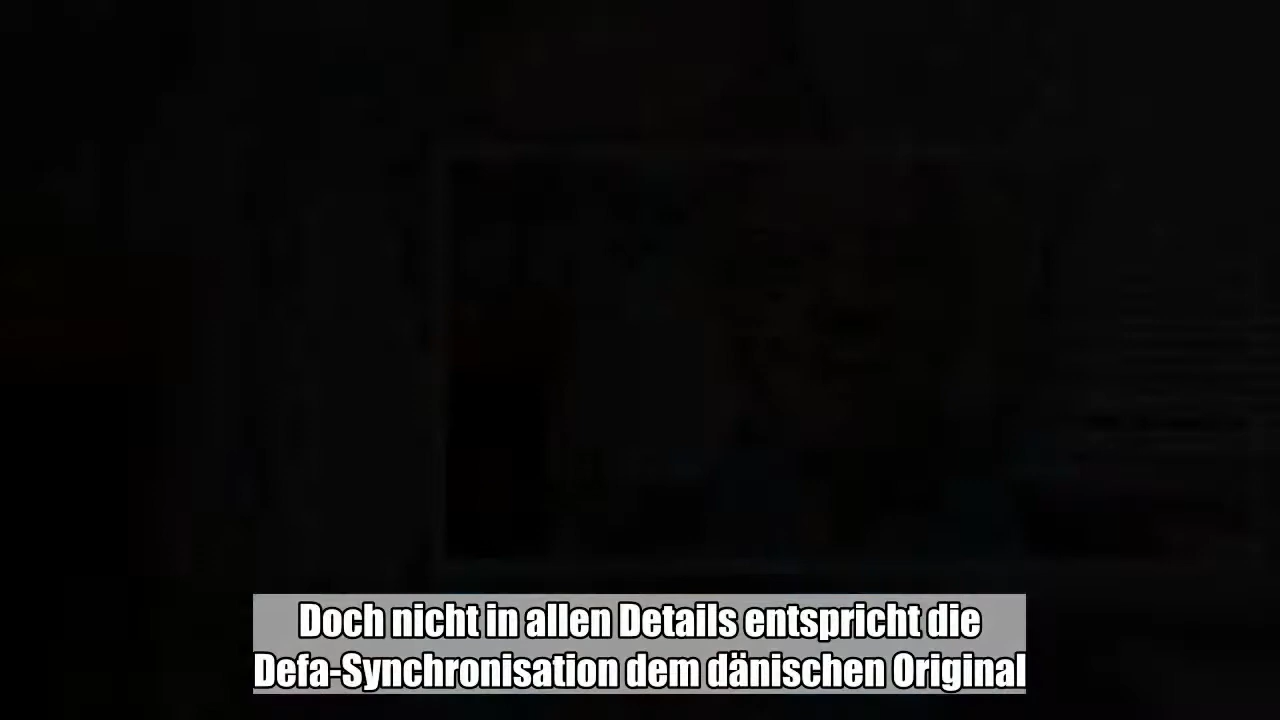 Doch nicht in allen Details entspricht die
Defa-Synchronisation dem dänischen Original